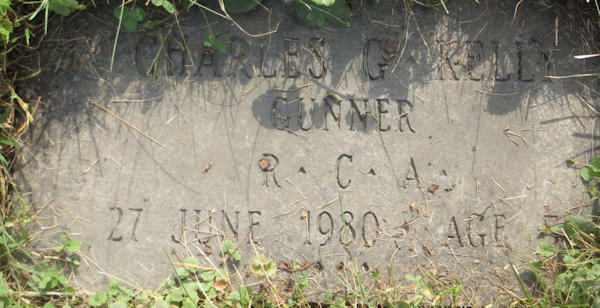 CHARLES G. KELLY
GUNNER
R. C. A.
27 JUNE 1980 AGE